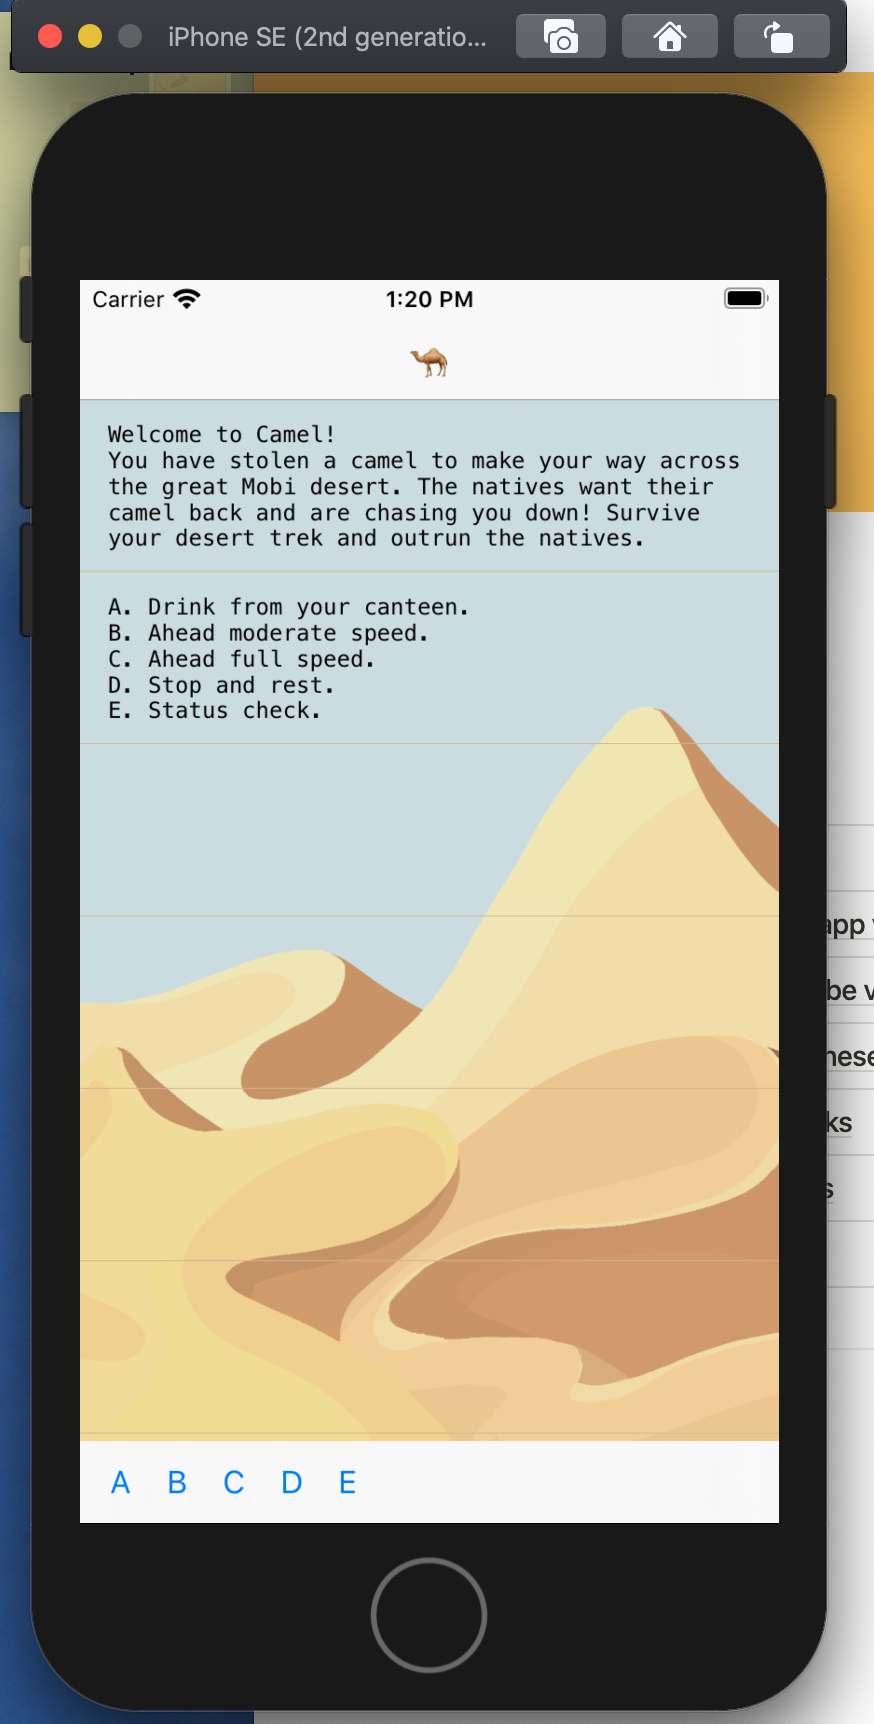 iPhone SE (2nd generatio...
Carrier 1:20 PM
Welcome to Camel!
You have stolen a camel to make your way across
the great Mobi desert. The natives want their
camel back and are chasing you down! Survive
your desert trek and outrun the natives.
A. Drink from your canteen.
B. Ahead moderate speed.
C. Ahead full speed.
D. Stop and rest.
E. Status check.
app
be
A B C D E